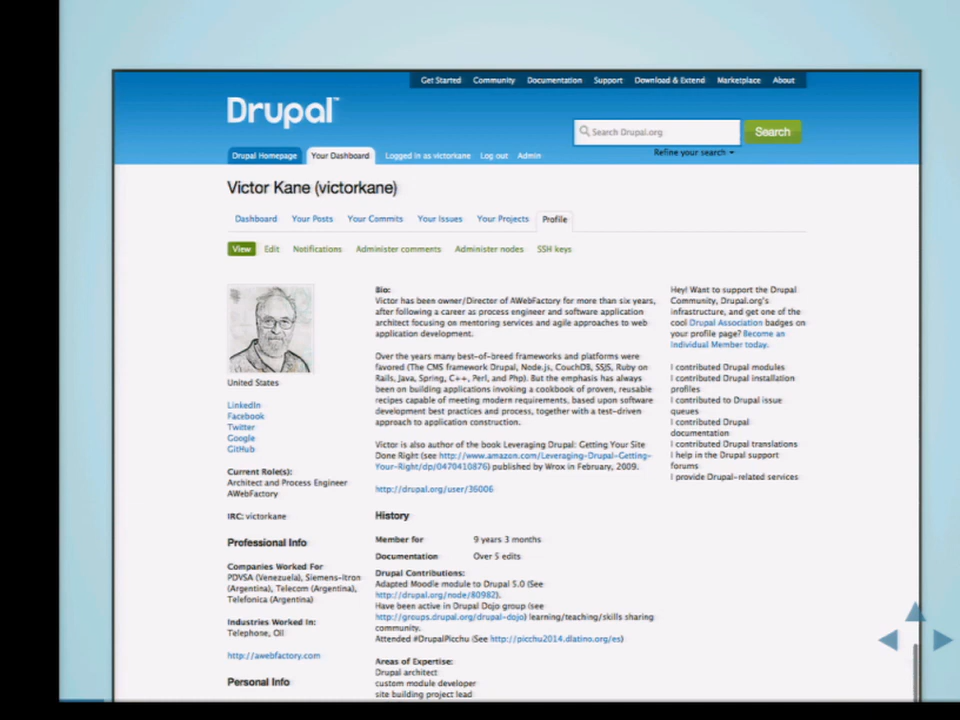 Get Started Community Documentation Support Download & Extend Marketplace About
Drupal™
Search Drupal.org
Search
Refine your search
Drupal Homepage Your Dashboard Logged in as victorkane Log out Admin
Victor Kane (victorkane)
Dashboard Your Posts Your Commits Your Issues Your Projects Profile
View Edit Notifications Administer comments Administer nodes SSH keys
United States
LinkedIn
Facebook
Twitter
Google
GitHub
Current Role(s):
Architect and Process Engineer
AWebFactory
IRC: victorkane
Professional Info
Companies Worked For
PDVSA (Venezuela), Siemens-Itron
(Argentina), Telecom (Argentina),
Telefonica (Argentina)
Industries Worked In:
Telephone, Oil
http://awebfactory.com
Personal Info
Bio:
Victor has been owner/Director of AWebFactory for more than six years,
after following a career as process engineer and software application
architect focusing on mentoring services and agile approaches to web
application development.
Over the years many best-of-breed frameworks and platforms were
favored (The CMS framework Drupal, Node.js, CouchDB, SSJS, Ruby on
Rails, Java, Spring, C++, Perl, and Php). But the emphasis has always
been on building applications invoking a cookbook of proven, reusable
recipes capable of meeting modern requirements, based upon software
development best practices and process, together with a test-driven
approach to application construction.
Victor is also author of the book Leveraging Drupal: Getting Your Site
Done Right (see http://www.amazon.com/Leveraging-Drupal-Getting-
Your-Right/dp/0470410876) published by Wrox in February, 2009.
http://drupal.org/user/36006
History
Member for 9 years 3 months
Documentation Over 5 edits
Drupal Contributions:
Adapted Moodle module to Drupal 5.0 (See
http://drupal.org/node/80982).
Have been active in Drupal Dojo group (see
http://groups.drupal.org/drupal-dojo) learning/teaching/skills sharing
community.
Attended #DrupalPicchu (See http://picchu2014.dlatino.org/es)
Areas of Expertise:
Drupal architect
custom module developer
site building project lead
Hey! Want to support the Drupal
Community, Drupal.org's
infrastructure, and get one of the
cool Drupal Association badges on
your profile page? Become an
Individual Member today.
I contributed Drupal modules
I contributed Drupal installation
profiles
I contributed to Drupal issue
queues
I contributed Drupal
documentation
I contributed Drupal translations
I help in the Drupal support
forums
I provide Drupal-related services